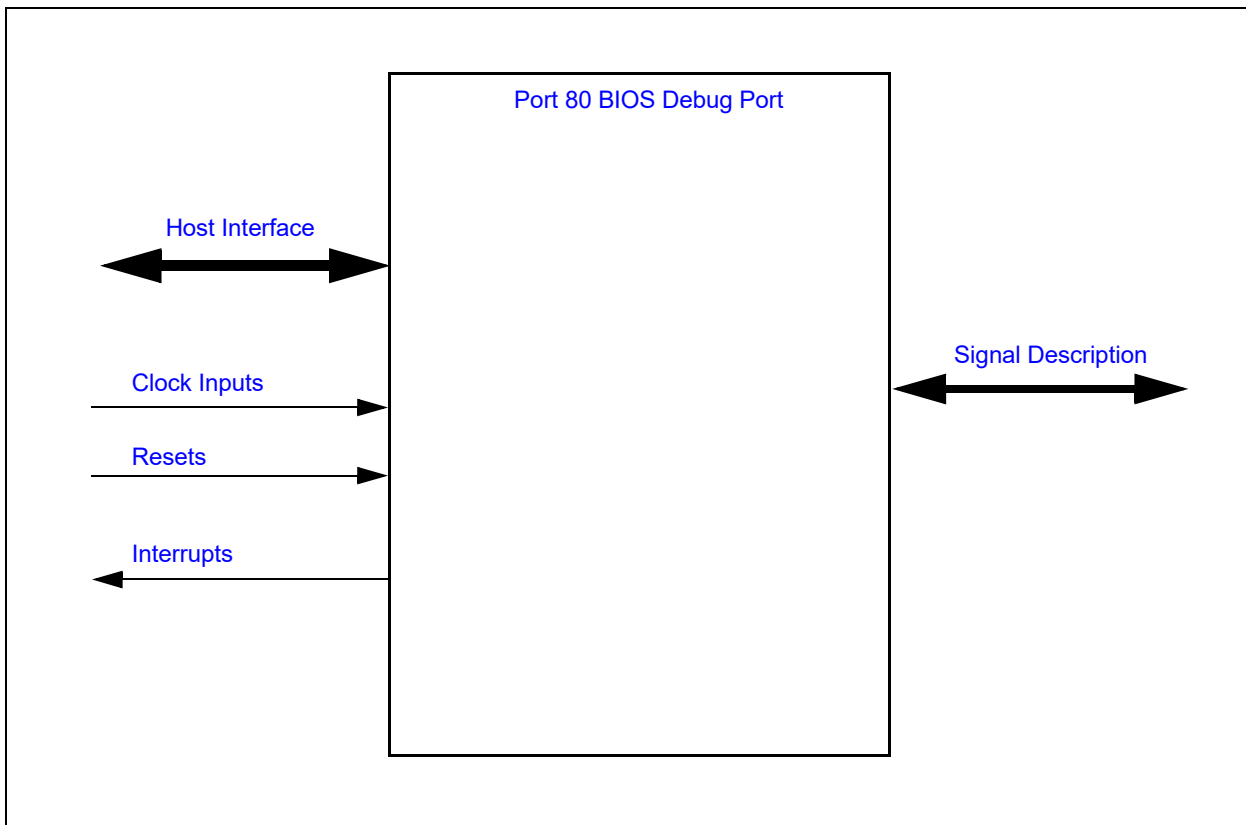 Port 80 BIOS Debug Port
Host Interface
Signal Description
Clock Inputs
Resets
Interrupts